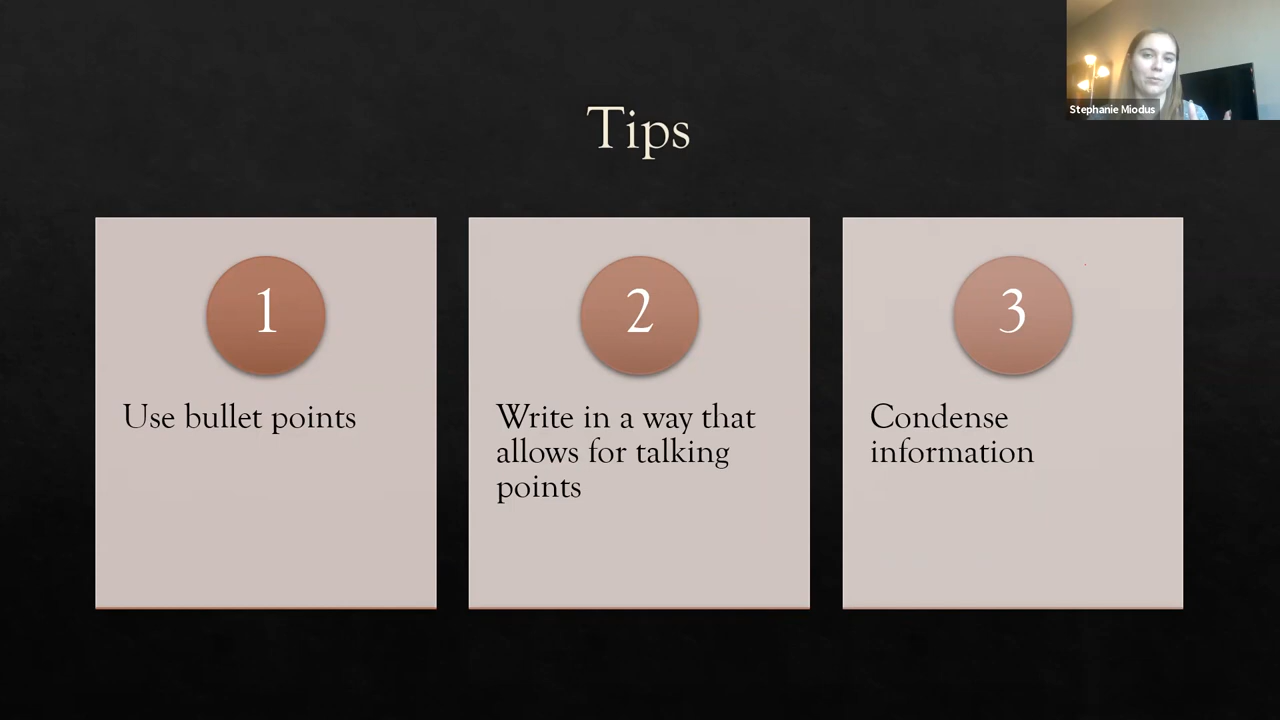 Stephanie Miodus
Tips
1
Use bullet points
2
Write in a way that
allows for talking
points
3
Condense
information